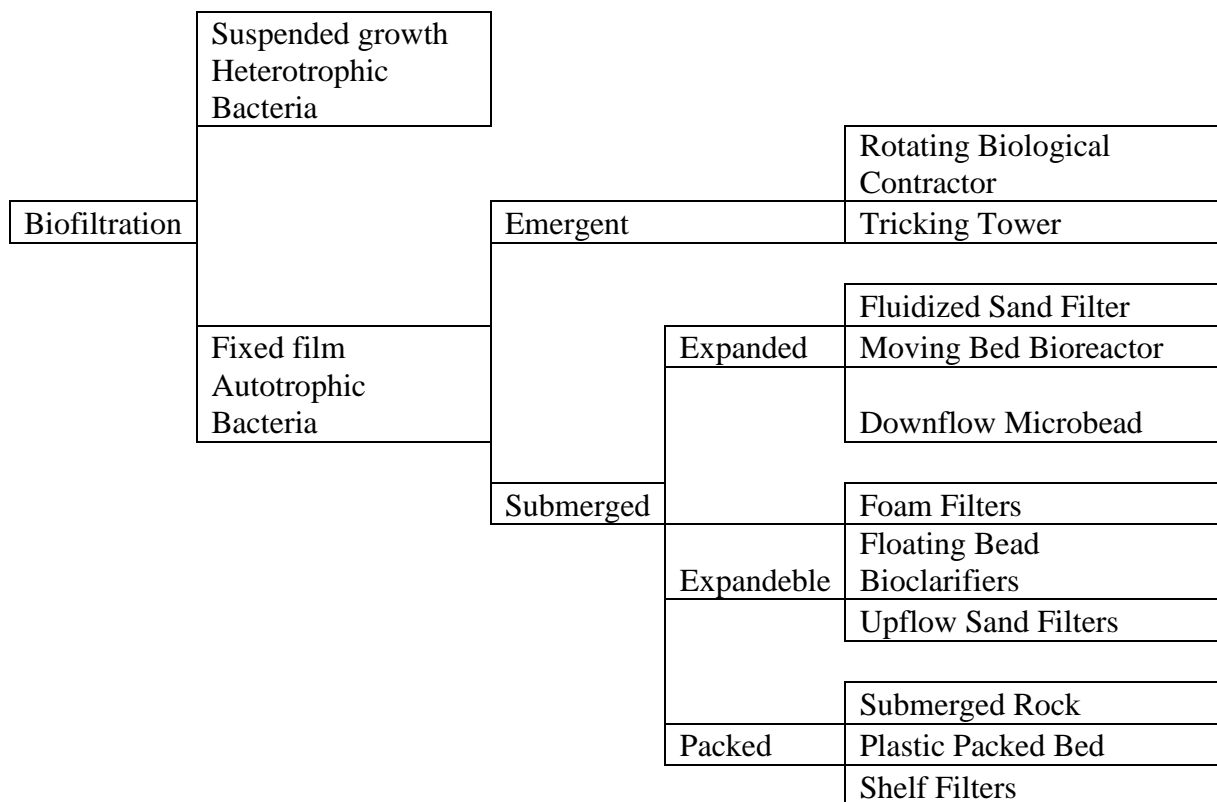 Suspended growth
Heterotrophic
Bacteria
Rotating Biological
Contractor
Biofiltration
Emergent
Tricking Tower
Fluidized Sand Filter
Fixed film
Autotrophic
Bacteria
Expanded
Moving Bed Bioreactor
Downflow Microbead
Submerged
Foam Filters
Expandeble
Floating Bead
Bioclarifiers
Upflow Sand Filters
Submerged Rock
Packed
Plastic Packed Bed
Shelf Filters